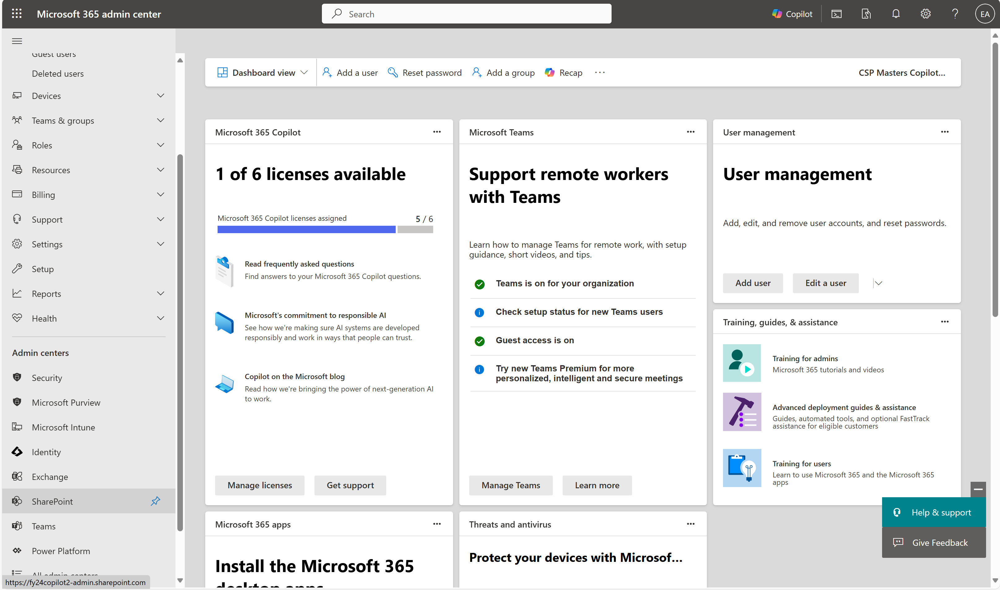 Microsoft 365 admin center
Search
Copilot
EA
Guest users
Deleted users
Devices
Teams & groups
Roles
Resources
Billing
Support
Settings
Setup
Reports
Health
Admin centers
Security
Microsoft Purview
Microsoft Intune
Identity
Exchange
SharePoint
Teams
Power Platform
All admin centers
https://fy24copilot2-admin.sharepoint.com
Dashboard view
Add a user
Reset password
Add a group
Recap
CSP Masters Copilot...
Microsoft 365 Copilot
1 of 6 licenses available
Microsoft 365 Copilot licenses assigned
5 / 6
Read frequently asked questions
Find answers to your Microsoft 365 Copilot questions.
Microsoft's commitment to responsible AI
See how we're making sure AI systems are developed
responsibly and work in ways that people can trust.
Copilot on the Microsoft blog
Read how we're bringing the power of next-generation AI
to work.
Manage licenses
Get support
Microsoft Teams
Support remote workers
with Teams
Learn how to manage Teams for remote work, with setup
guidance, short videos, and tips.
Teams is on for your organization
Check setup status for new Teams users
Guest access is on
Try new Teams Premium for more
personalized, intelligent and secure meetings
Manage Teams
Learn more
User management
User management
Add, edit, and remove user accounts, and reset passwords.
Add user
Edit a user
Training, guides, & assistance
Training for admins
Microsoft 365 tutorials and videos
Advanced deployment guides & assistance
Guides, automated tools, and optional FastTrack
assistance for eligible customers
Training for users
Learn to use Microsoft 365 and the Microsoft 365
apps
Microsoft 365 apps
Install the Microsoft 365
desktop apps
Threats and antivirus
Protect your devices with Microsof...
Help & support
Give Feedback